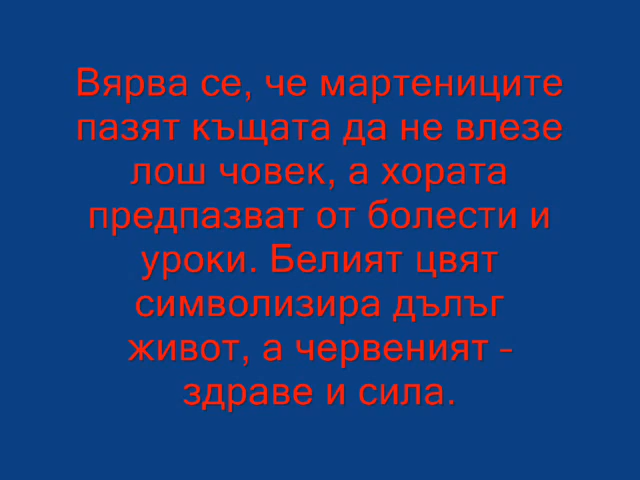 Вярва се, че мартениците
пазят къщата да не влезе
лош човек, а хората
предпазват от болести и
уроки. Белият цвят
символизира дълъг
живот, а червеният –
здраве и сила.